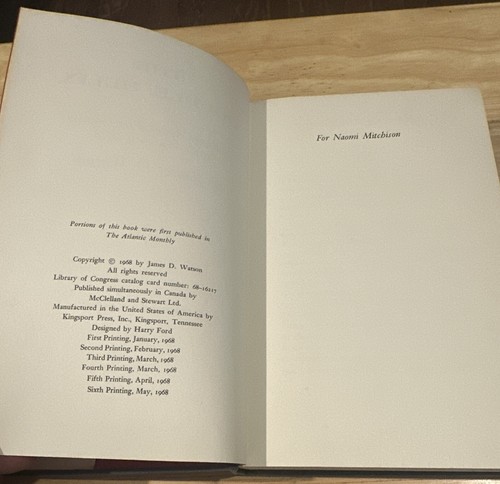 Portions of this book were first published in
The Atlantic Monthly
Copyright © 1968 by James D. Watson
All rights reserved
Library of Congress catalog card number: 68-16217
Published simultaneously in Canada by
McClelland and Stewart Ltd.
Manufactured in the United States of America by
Kingsport Press, Inc., Kingsport, Tennessee
Designed by Harry Ford
First Printing, January, 1968
Second Printing, February, 1968
Third Printing, March, 1968
Fourth Printing, March, 1968
Fifth Printing, April, 1968
Sixth Printing, May, 1968
For Naomi Mitchison